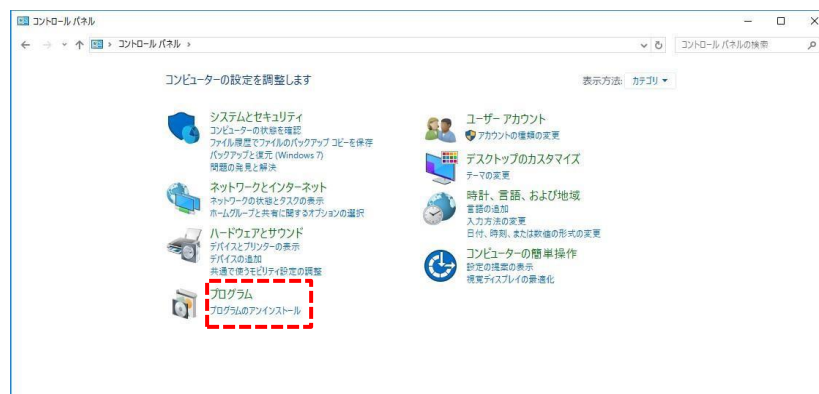 コントロール パネル
コントロール パネル
コントロール パネルの検索
コンピューターの設定を調整します
表示方法: カテゴリ
システムとセキュリティ
コンピューターの状態を確認
ファイル履歴でファイルのバックアップ コピーを保存
バックアップと復元 (Windows 7)
問題の発見と解決
ネットワークとインターネット
ネットワークの状態とタスクの表示
ホームグループと共有に関するオプションの選択
ハードウェアとサウンド
デバイスとプリンターの表示
デバイスの追加
共通で使うモビリティ設定の調整
プログラム
プログラムのアンインストール
ユーザー アカウント
アカウントの種類の変更
デスクトップのカスタマイズ
テーマの変更
時計、言語、および地域
言語の追加
入力方法の変更
日付、時刻、または数値の形式の変更
コンピューターの簡単操作
設定の提案の表示
視覚ディスプレイの最適化